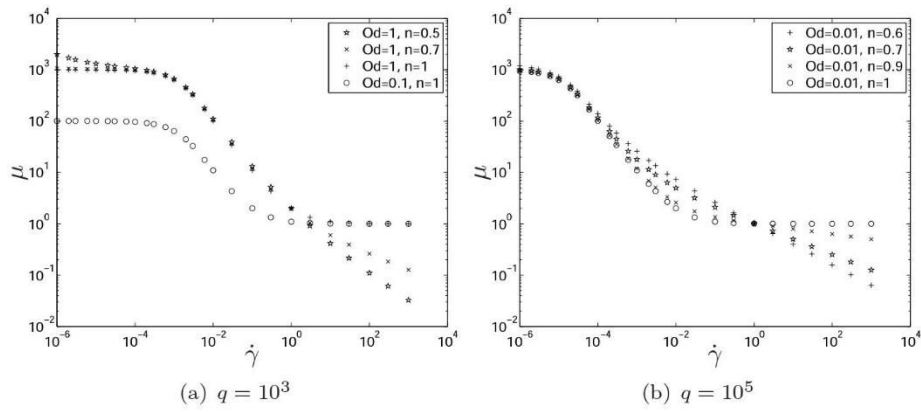 10^4
10^3
10^2
10^1
10^0
10^-1
10^-2
μ
10^-6
10^-4
10^-2
10^0
10^2
10^4
γ̇
Od=1, n=0.5
Od=1, n=0.7
Od=1, n=1
Od=0.1, n=1
(a) q = 10^3
10^4
10^3
10^2
10^1
10^0
10^-1
10^-2
μ
10^-6
10^-4
10^-2
10^0
10^2
10^4
γ̇
Od=0.01, n=0.6
Od=0.01, n=0.7
Od=0.01, n=0.9
Od=0.01, n=1
(b) q = 10^5